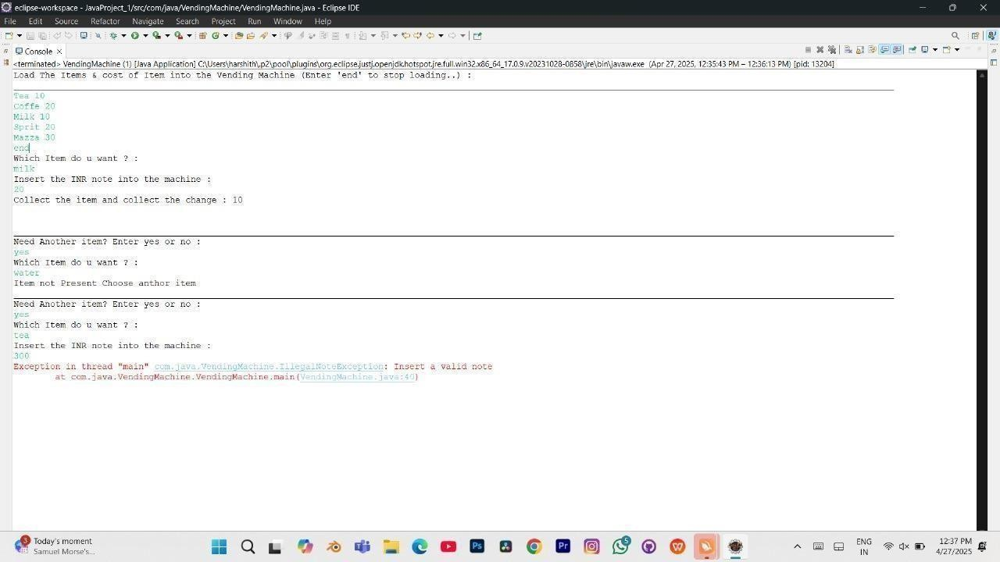 eclipse-workspace - JavaProject_1/src/com/java/VendingMachine/VendingMachine.java - Eclipse IDE
File Edit Source Refactor Navigate Search Project Run Window Help
Console
<terminated> VendingMachine (1) [Java Application] C:\Users\harshith\.p2\pool\plugins\org.eclipse.justj.openjdk.hotspot.jre.full.win32.x86_64_17.0.9.v20231028-0858\jre\bin\javaw.exe (Apr 27, 2025, 12:35:43 PM – 12:36:13 PM) [pid: 13204]
Load The Items & cost of Item into the Vending Machine (Enter 'end' to stop loading..) :
Tea 10
Coffe 20
Milk 10
Sprit 20
Mazza 30
end
Which Item do u want ? :
milk
Insert the INR note into the machine :
20
Collect the item and collect the change : 10
Need Another item? Enter yes or no :
yes
Which Item do u want ? :
water
Item not Present Choose anthor item
Need Another item? Enter yes or no :
yes
Which Item do u want ? :
tea
Insert the INR note into the machine :
300
Exception in thread "main" com.java.VendingMachine.IllegalNoteException: Insert a valid note
at com.java.VendingMachine.VendingMachine.main(VendingMachine.java:40)
3
Today's moment
Samuel Morse's...
Ps
Pr
5
W
ENG
IN
12:37 PM
4/27/2025